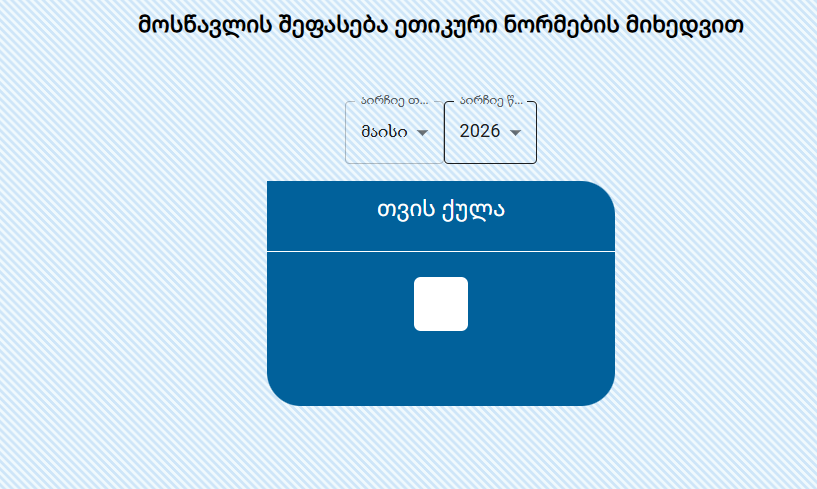 მოსწავლის შეფასება ეთიკური ნორმების მიხედვით
აირჩიე თ... აირჩიე წ...
მაისი 2026
თვის ქულა